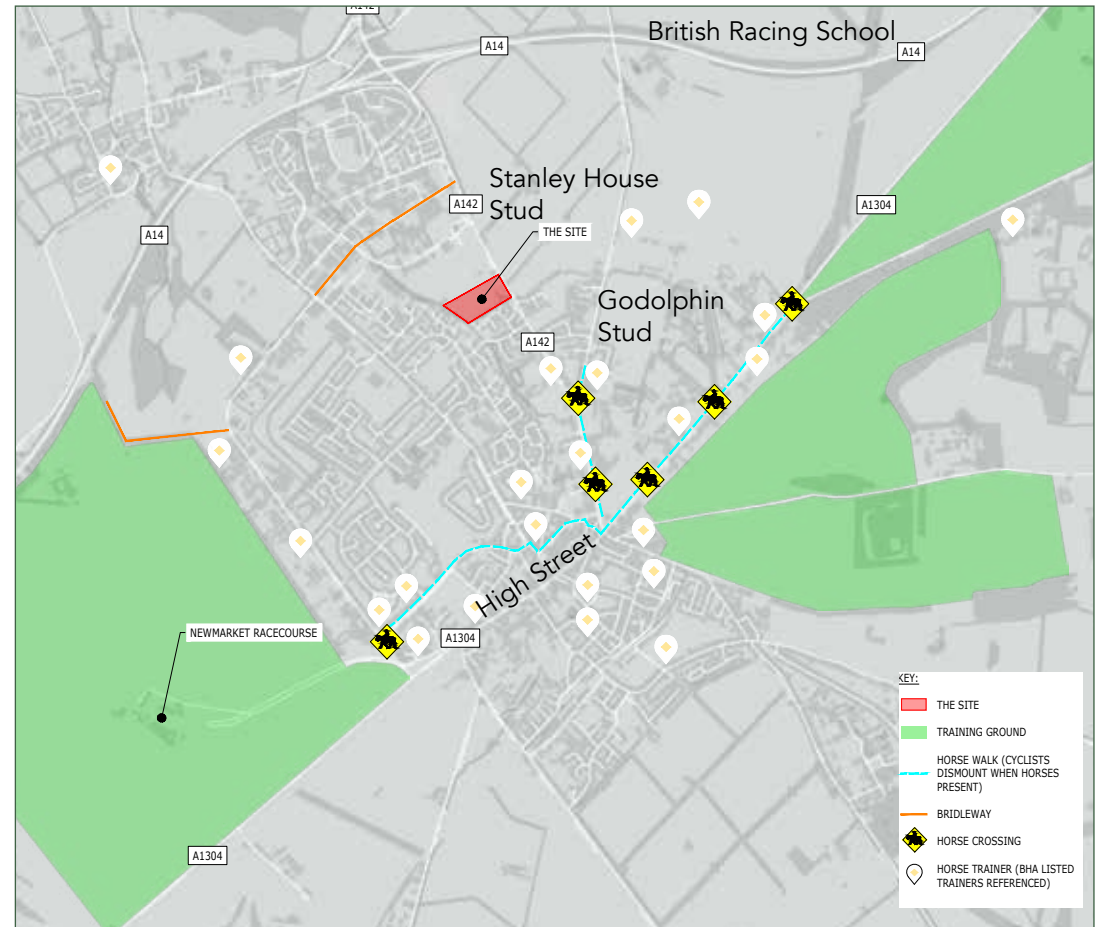 A142
British Racing School
A14
A14
Stanley House
Stud
A142
A1304
THE SITE
A14
Godolphin
Stud
A142
High Street
NEWMARKET RACECOURSE
A1304
A1304
KEY:
THE SITE
TRAINING GROUND
HORSE WALK (CYCLISTS
DISMOUNT WHEN HORSES
PRESENT)
BRIDLEWAY
HORSE CROSSING
HORSE TRAINER (BHA LISTED
TRAINERS REFERENCED)